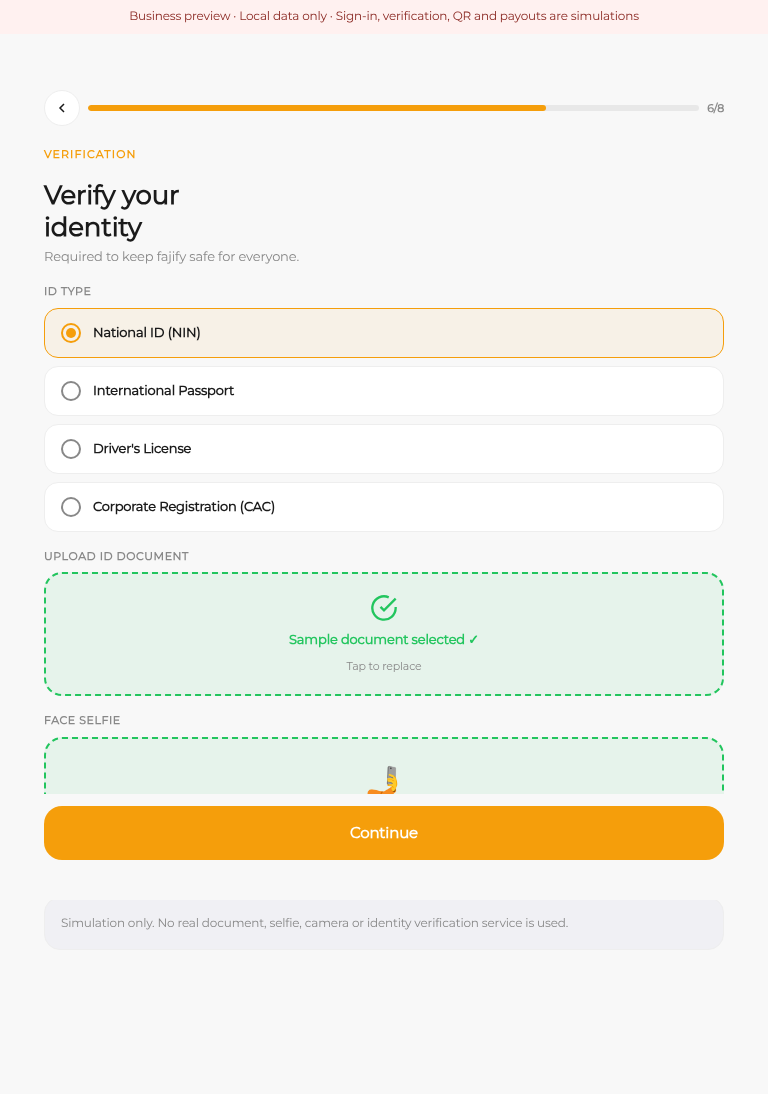 Business preview · Local data only · Sign-in, verification, QR and payouts are simulations
6/8
VERIFICATION
Verify your
identity
Required to keep fajify safe for everyone.
ID TYPE
National ID (NIN)
International Passport
Driver's License
Corporate Registration (CAC)
UPLOAD ID DOCUMENT
Sample document selected ✓
Tap to replace
FACE SELFIE
Continue
Simulation only. No real document, selfie, camera or identity verification service is used.